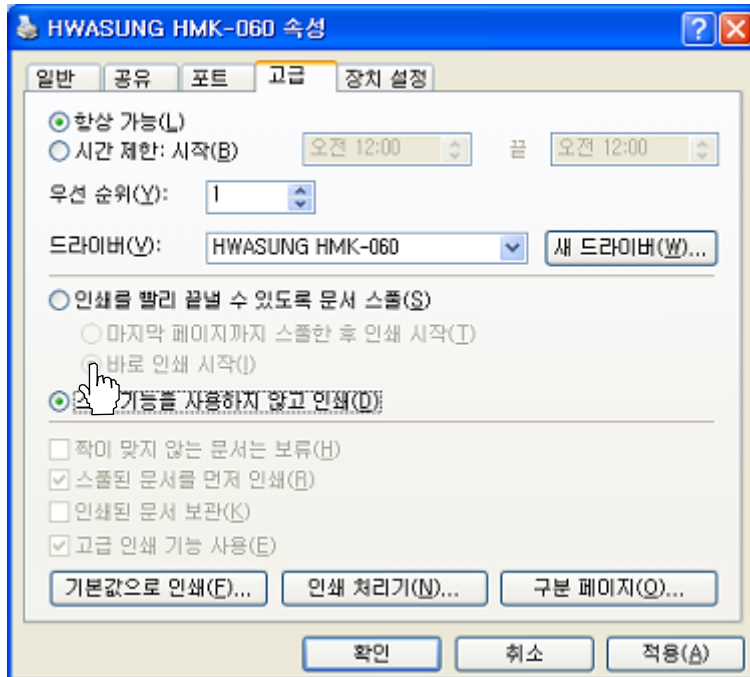 HWASUNG HMK-060 속성
일반 공유 포트 고급 장치 설정
항상 가능(L)
시간 제한: 시작(B) 오전 12:00 끝 오전 12:00
우선 순위(Y): 1
드라이버(V): HWASUNG HMK-060 새 드라이버(W)...
인쇄를 빨리 끝낼 수 있도록 문서 스풀(S)
마지막 페이지까지 스풀한 후 인쇄 시작(T)
바로 인쇄 시작(I)
기능을 사용하지 않고 인쇄(D)
짝이 맞지 않는 문서는 보류(H)
스풀된 문서를 먼저 인쇄(R)
인쇄된 문서 보관(K)
고급 인쇄 기능 사용(E)
기본값으로 인쇄(F)... 인쇄 처리기(N)... 구분 페이지(O)...
확인 취소 적용(A)